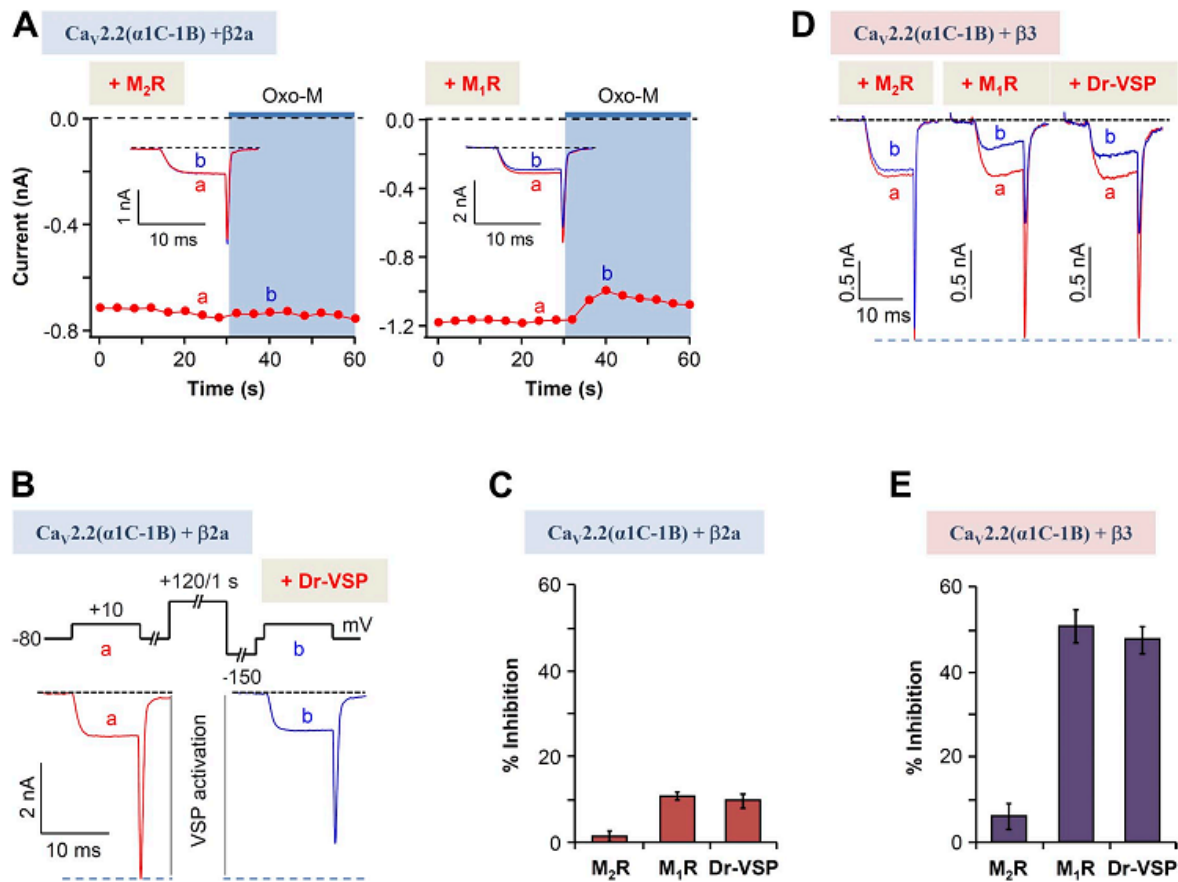 A
Ca_V2.2(α1C-1B) +β2a
+ M₂R
Oxo-M
0.0
-0.4
-0.8
Current (nA)
b
a
1 nA
10 ms
a
b
0
20
40
60
Time (s)
+ M₁R
Oxo-M
0.0
-0.4
-0.8
-1.2
b
a
2 nA
10 ms
a
b
0
20
40
60
Time (s)
D
Ca_V2.2(α1C-1B) + β3
+ M₂R
+ M₁R
+ Dr-VSP
b
a
b
a
b
a
0.5 nA
10 ms
0.5 nA
0.5 nA
B
Ca_V2.2(α1C-1B) + β2a
+ Dr-VSP
+120/1 s
+10
-80
mV
a
b
-150
a
b
VSP activation
2 nA
10 ms
C
Ca_V2.2(α1C-1B) + β2a
% Inhibition
60
40
20
0
M₂R
M₁R
Dr-VSP
E
Ca_V2.2(α1C-1B) + β3
% Inhibition
60
40
20
0
M₂R
M₁R
Dr-VSP